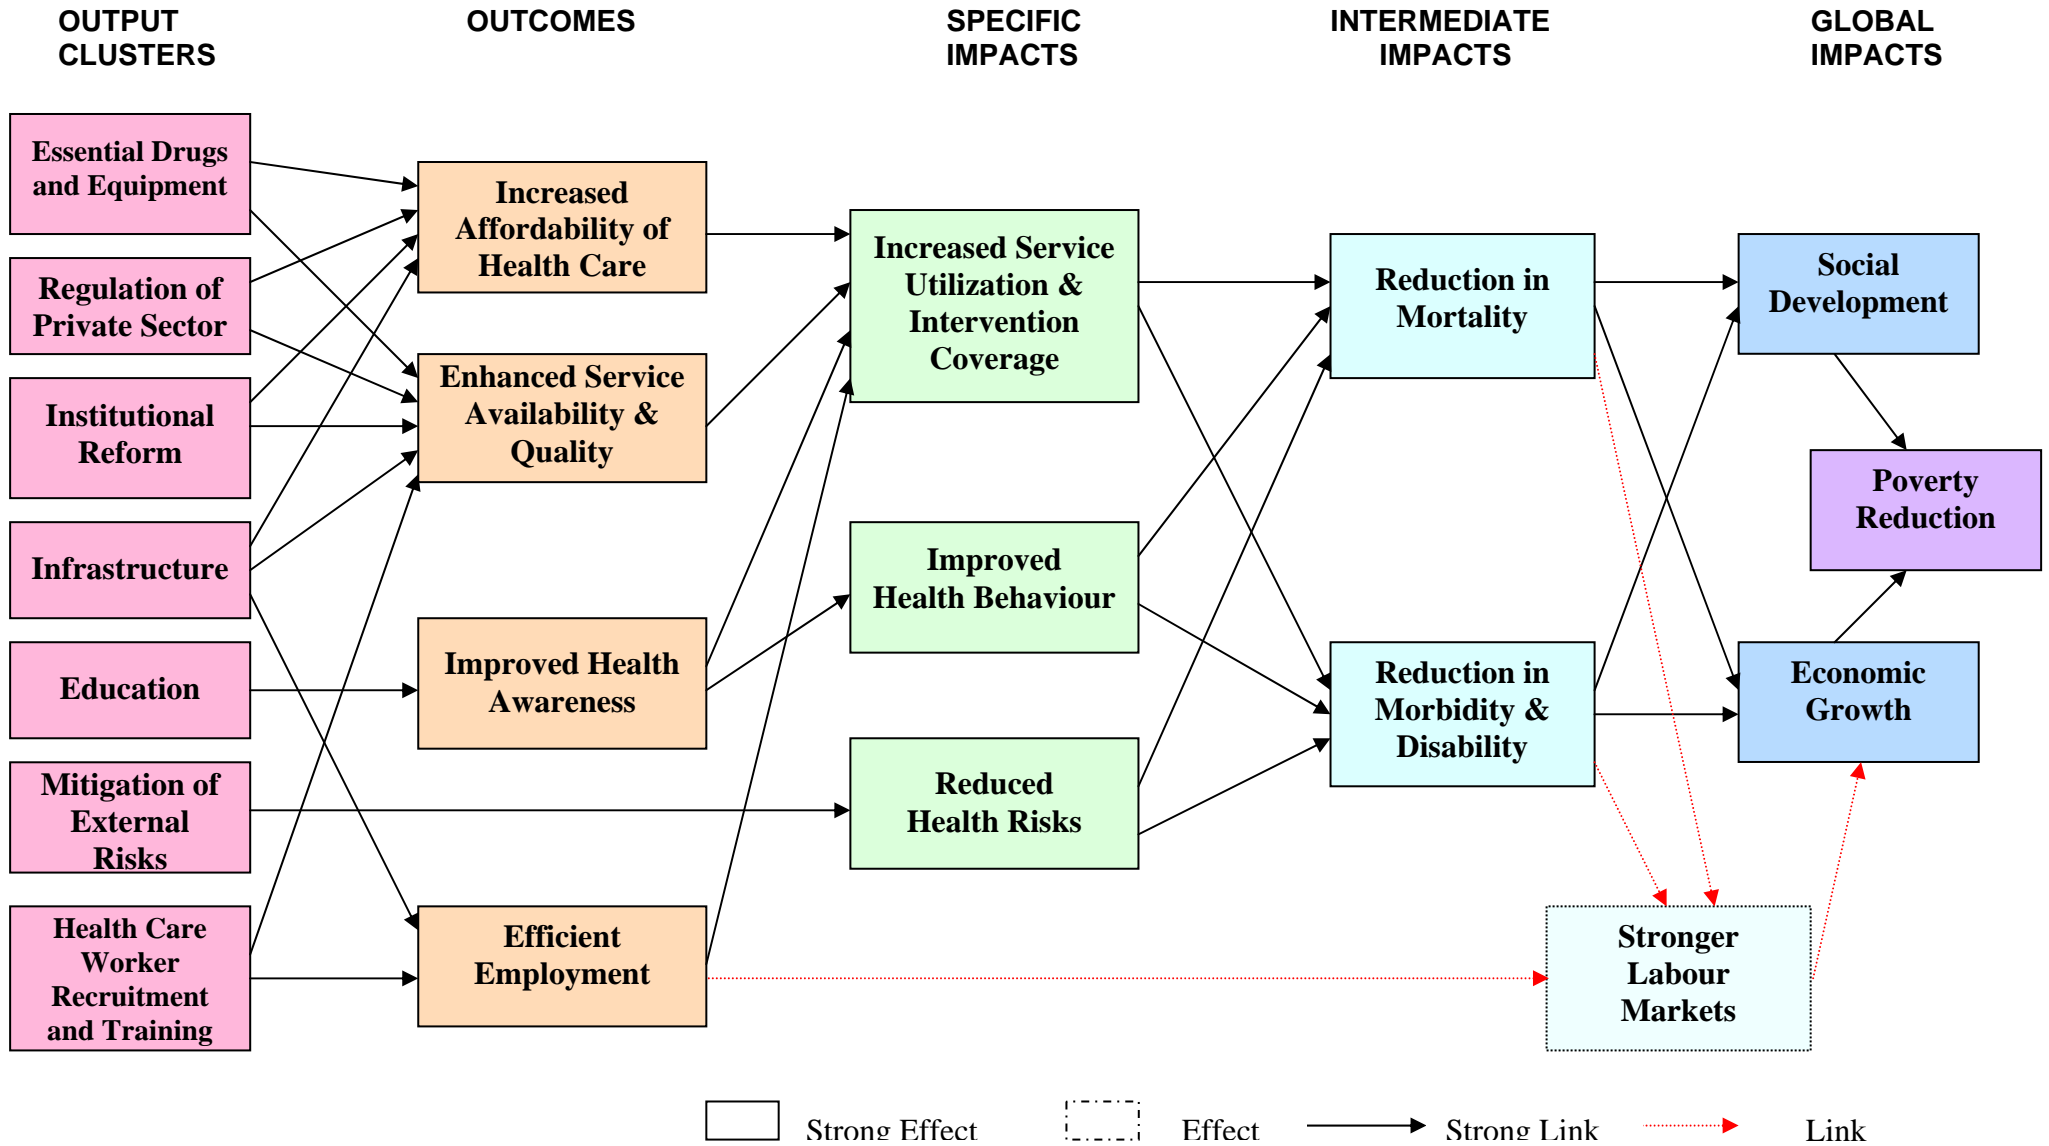 OUTPUT
CLUSTERS
OUTCOMES
SPECIFIC
IMPACTS
INTERMEDIATE
IMPACTS
GLOBAL
IMPACTS
Essential Drugs
and Equipment
Regulation of
Private Sector
Institutional
Reform
Infrastructure
Education
Mitigation of
External
Risks
Health Care
Worker
Recruitment
and Training
Increased
Affordability of
Health Care
Enhanced Service
Availability &
Quality
Improved Health
Awareness
Efficient
Employment
Increased Service
Utilization &
Intervention
Coverage
Improved
Health Behaviour
Reduced
Health Risks
Reduction in
Mortality
Reduction in
Morbidity &
Disability
Stronger
Labour
Markets
Social
Development
Poverty
Reduction
Economic
Growth
Strong Effect
Effect
Strong Link
Link